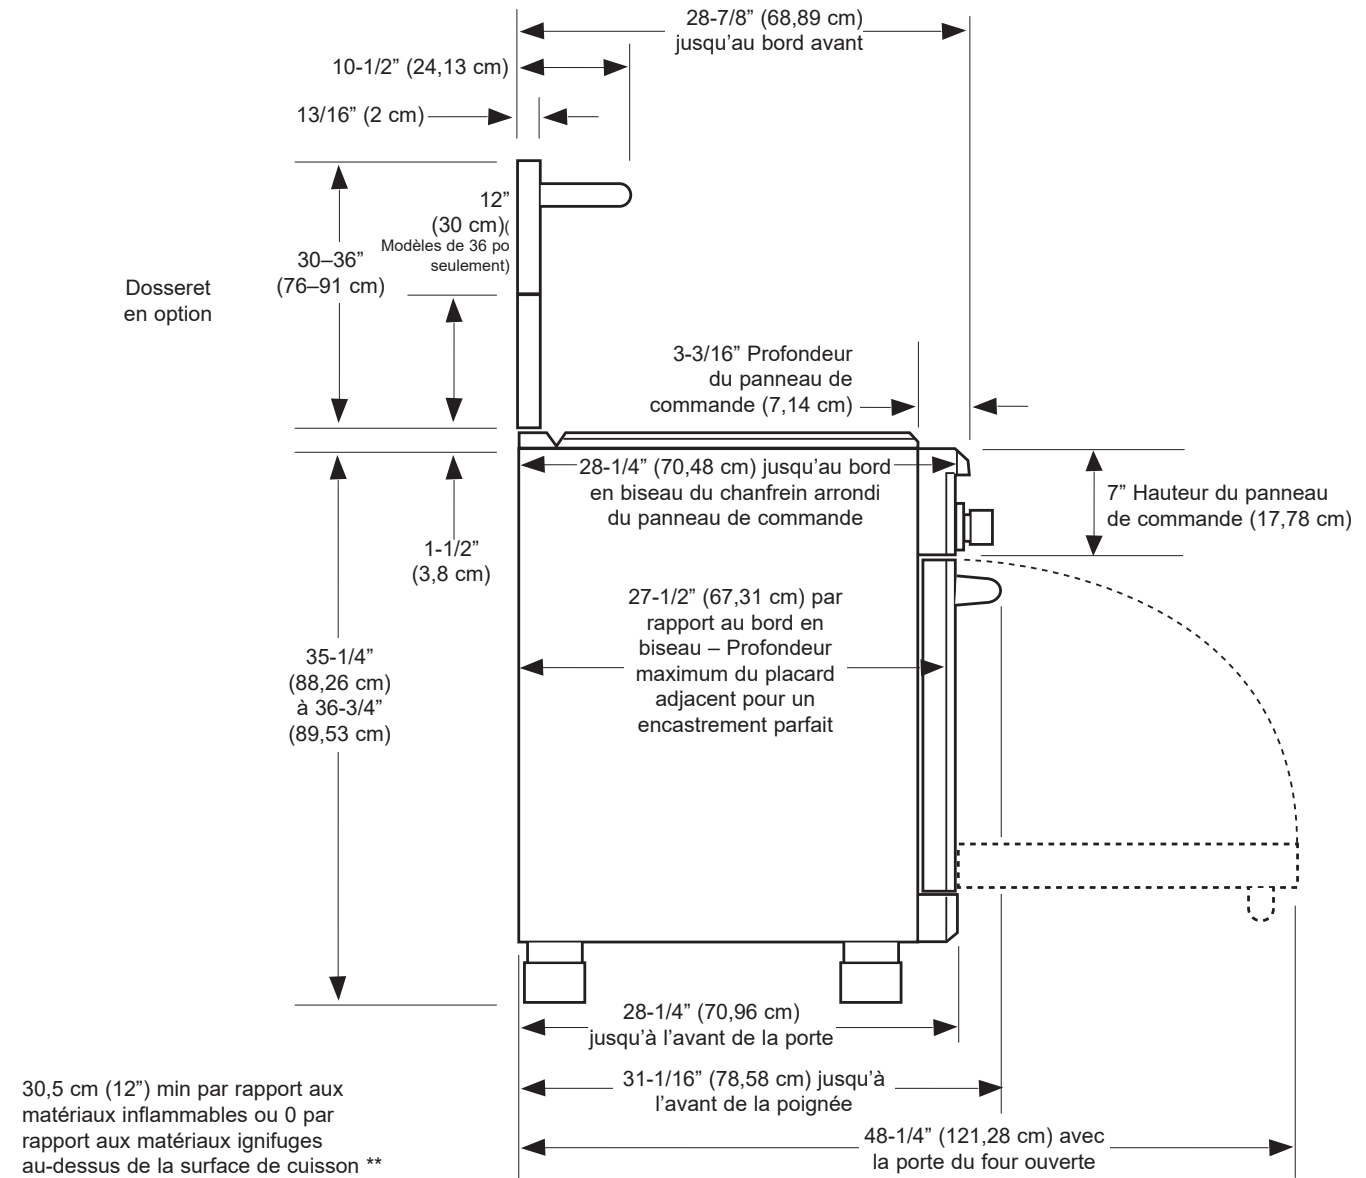 28-7/8” (68,89 cm)
jusqu’au bord avant
10-1/2” (24,13 cm)
13/16” (2 cm)
12”
(30 cm)(
Modèles de 36 po
seulement)
30–36”
(76–91 cm)
Dosseret
en option
3-3/16” Profondeur
du panneau de
commande (7,14 cm)
28-1/4” (70,48 cm) jusqu’au bord
en biseau du chanfrein arrondi
du panneau de commande
7” Hauteur du panneau
de commande (17,78 cm)
1-1/2”
(3,8 cm)
27-1/2” (67,31 cm) par
rapport au bord en
biseau – Profondeur
maximum du placard
adjacent pour un
encastrement parfait
35-1/4”
(88,26 cm)
à 36-3/4”
(89,53 cm)
28-1/4” (70,96 cm)
jusqu’à l’avant de la porte
31-1/16” (78,58 cm) jusqu’à
l’avant de la poignée
48-1/4” (121,28 cm) avec
la porte du four ouverte
30,5 cm (12”) min par rapport aux
matériaux inflammables ou 0 par
rapport aux matériaux ignifuges
au-dessus de la surface de cuisson **